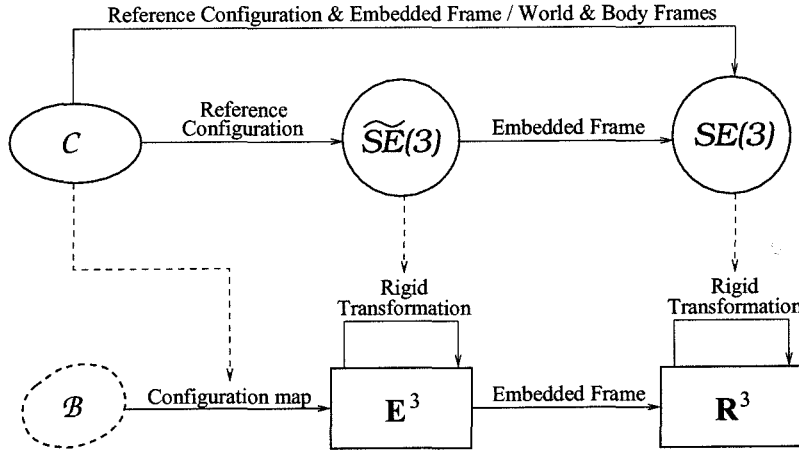 Reference Configuration & Embedded Frame / World & Body Frames
Reference
Configuration
Embedded Frame
C
S͠E(3)
SE(3)
Rigid
Transformation
Rigid
Transformation
B
Configuration map
E³
Embedded Frame
R³